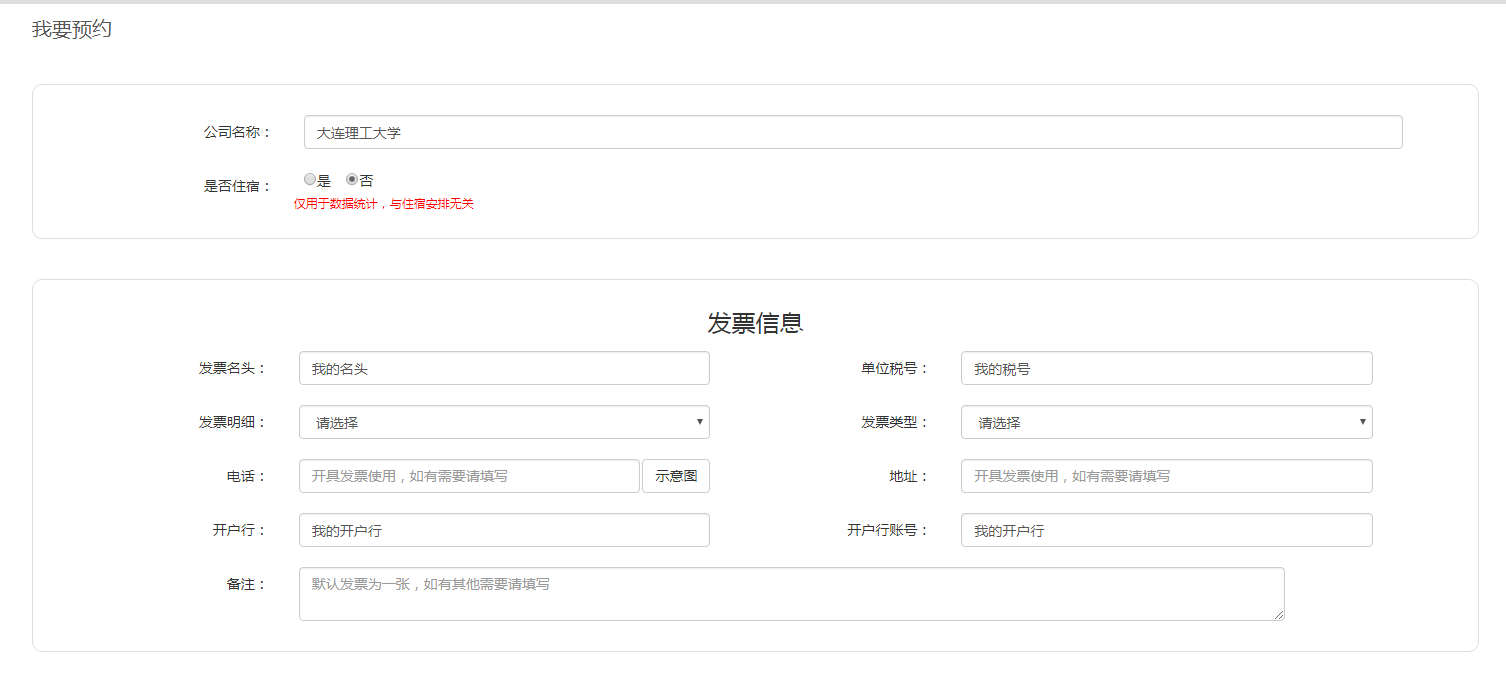 我要预约
公司名称： 大连理工大学
是否住宿： 是 否
仅用于数据统计，与住宿安排无关
发票信息
发票名头： 我的名头 单位税号： 我的税号
发票明细： 请选择 发票类型： 请选择
电话： 开具发票使用，如有需要请填写 示意图 地址： 开具发票使用，如有需要请填写
开户行： 我的开户行 开户行账号： 我的开户行
备注： 默认发票为一张，如有其他需要请填写